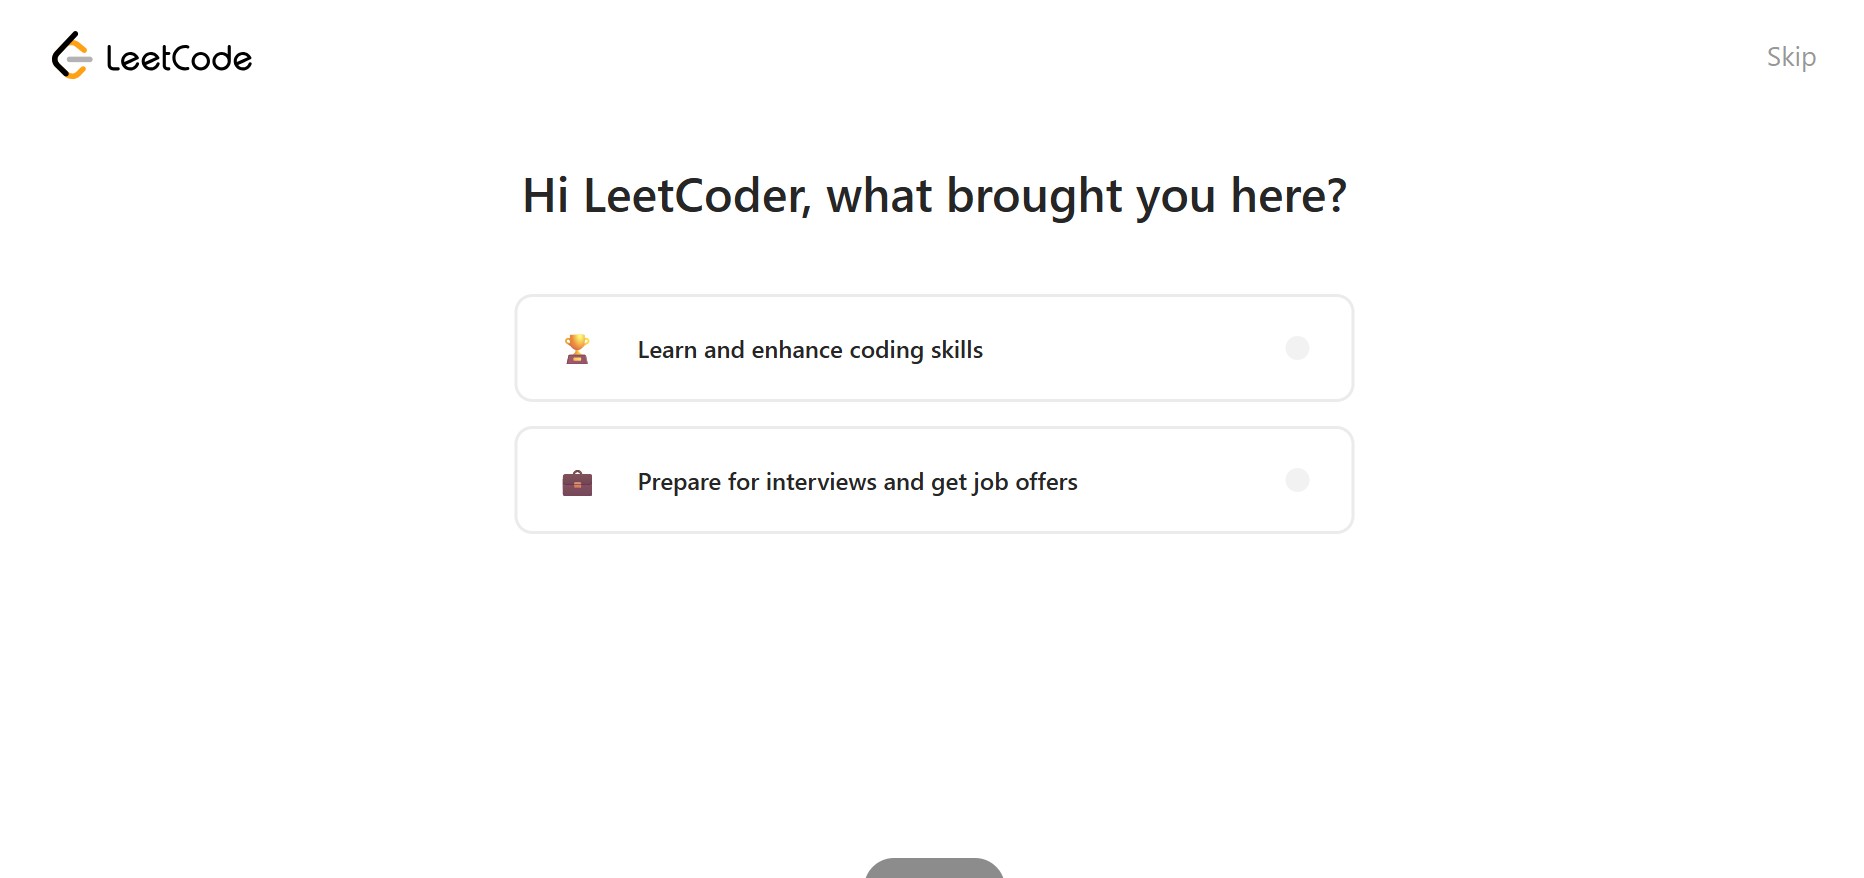 LeetCode
Skip
Hi LeetCoder, what brought you here?
Learn and enhance coding skills
Prepare for interviews and get job offers